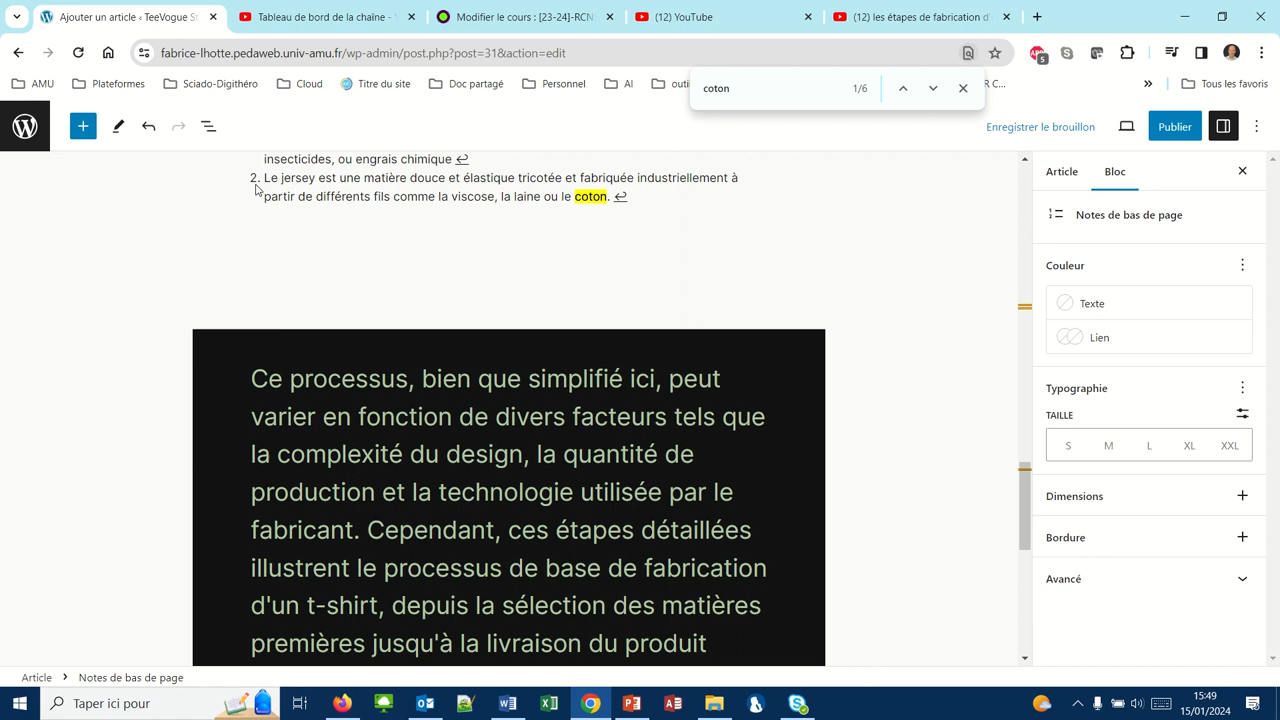 Ajouter un article ‹ TeeVogue St
Tableau de bord de la chaîne -
Modifier le cours : [23-24]-RCN
(12) YouTube
(12) les étapes de fabrication d'
fabrice-lhotte.pedaweb.univ-amu.fr/wp-admin/post.php?post=31&action=edit
5
AMU
Plateformes
Sciado-Digithéro
Cloud
Titre du site
Doc partagé
Personnel
AI
Tous les favoris
coton
1/6
Enregistrer le brouillon
Publier
insecticides, ou engrais chimique ↩
2. Le jersey est une matière douce et élastique tricotée et fabriquée industriellement à
partir de différents fils comme la viscose, la laine ou le coton. ↩
Ce processus, bien que simplifié ici, peut
varier en fonction de divers facteurs tels que
la complexité du design, la quantité de
production et la technologie utilisée par le
fabricant. Cependant, ces étapes détaillées
illustrent le processus de base de fabrication
d'un t-shirt, depuis la sélection des matières
premières jusqu'à la livraison du produit
Article
Bloc
Notes de bas de page
Couleur
Texte
Lien
Typographie
TAILLE
S M L XL XXL
Dimensions
Bordure
Avancé
Article > Notes de bas de page
Taper ici pour
15:49
15/01/2024